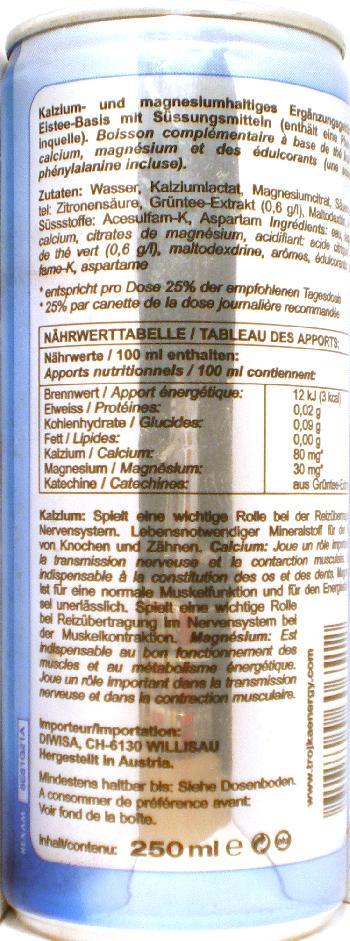 Kalzium- und magnesiumhaltiges
Eistee-Basis mit Süssungsmitteln (enthält eine
inquelle). Boisson complémentaire à base de thé
calcium, magnésium et des édulcorants (une
phénylalanine incluse).
Zutaten: Wasser, Kalziumlactat, Magnesiumcitrat,
tel: Zitronensäure, Grüntee-Extrakt (0,6 g/l),
Süssstoffe: Acesulfam-K, Aspartam Ingrédients: eau,
calcium, citrates de magnésium, acidifiant: acide
de thé vert (0,6 g/l), maltodexdrine, arômes,
fame-K, aspartame
*entspricht pro Dose 25% der empfohlenen
*25% par canette de la dose journalière recommandée
NÄHRWERTTABELLE / TABLEAU DES APPORTS:
Nährwerte / 100 ml enthalten:
Apports nutritionnels / 100 ml contiennent:
Brennwert / Apport énergétique: 12 kJ (3 kcal)
Eiweiss / Protéines: 0,02 g
Kohlenhydrate / Glucides: 0,09 g
Fett / Lipides: 0,00 g
Kalzium / Calcium: 80 mg*
Magnesium / Magnésium: 30 mg*
Katechine / Catechines: aus
Kalzium: Spielt eine wichtige Rolle bei der
Nervensystem. Lebensnotwendiger Mineralstoff für
von Knochen und Zähnen. Calcium: Joue un rôle
la transmission nerveuse et la contarction
indispensable à la constitution des os et des dents.
ist für eine normale Muskelfunktion und für den
sei unerlässlich. Spielt eine wichtige Rolle
bei Reizübertragung im Nervensystem bei
der Muskelkontraktion. Magnésium: Est
indispensable au bon fonctionnement des
muscles et au métabolisme énergétique.
Joue un rôle important dans la transmission
nerveuse et dans la contraction musculaire.
Importeur/Importation:
DIWISA, CH-6130 WILLISAU
Hergestellt in Austria.
Mindestens haltbar bis: Siehe Dosenboden.
A consommer de préférence avant:
Voir fond de la boîte.
Inhalt/contenu: 250 ml e
www.trojkaenergy.com
REXAM